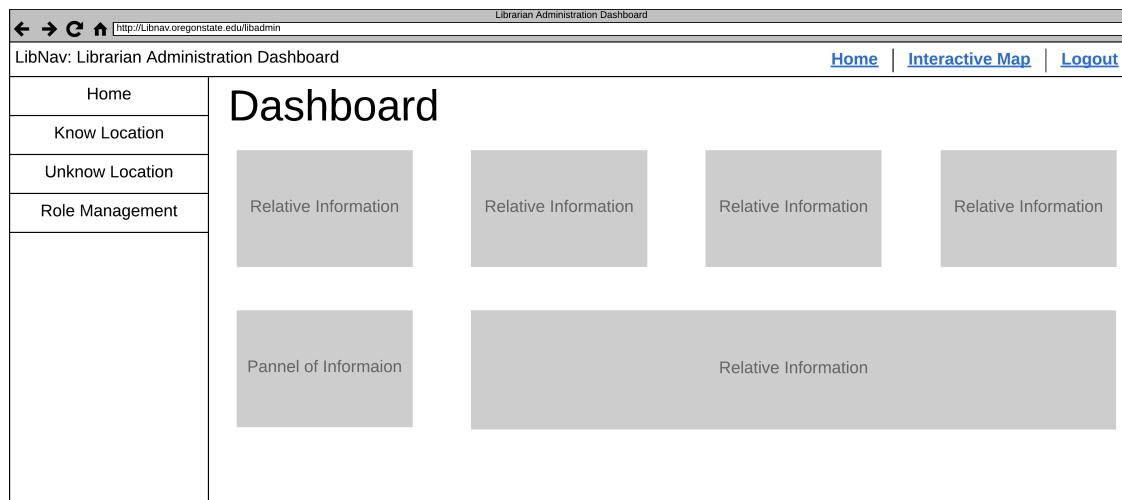 Librarian Administration Dashboard
http://Libnav.oregonstate.edu/libadmin
LibNav: Librarian Administration Dashboard
Home
Interactive Map
Logout
Home
Know Location
Unknow Location
Role Management
Dashboard
Relative Information
Relative Information
Relative Information
Relative Information
Pannel of Informaion
Relative Information